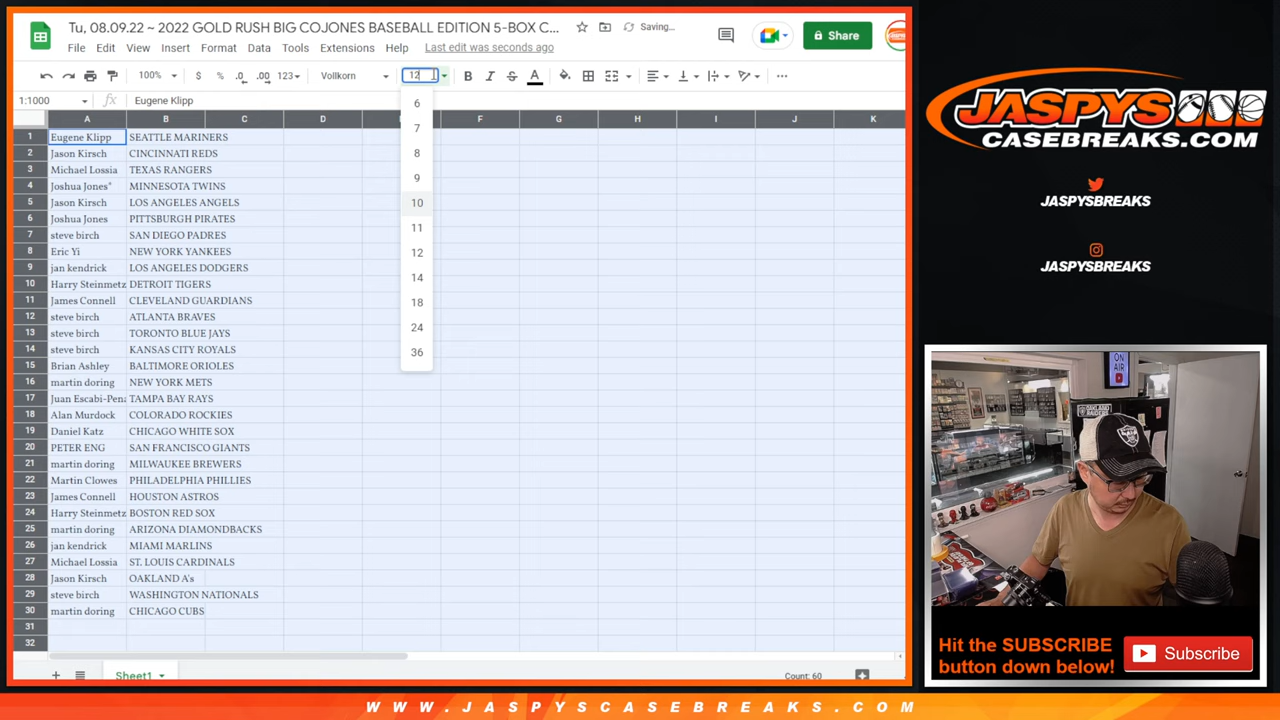 Tu, 08.09.22 ~ 2022 GOLD RUSH BIG COJONES BASEBALL EDITION 5-BOX C...
Saving...
File Edit View Insert Format Data Tools Extensions Help Last edit was seconds ago
Share
100% $ % .0 .00 123 Vollkorn 12 B I S A
1:1000 fx Eugene Klipp
A B C D F G H I J K
1 Eugene Klipp SEATTLE MARINERS
2 Jason Kirsch CINCINNATI REDS
3 Michael Lossia TEXAS RANGERS
4 Joshua Jones* MINNESOTA TWINS
5 Jason Kirsch LOS ANGELES ANGELS
6 Joshua Jones PITTSBURGH PIRATES
7 steve birch SAN DIEGO PADRES
8 Eric Yi NEW YORK YANKEES
9 jan kendrick LOS ANGELES DODGERS
10 Harry Steinmetz DETROIT TIGERS
11 James Connell CLEVELAND GUARDIANS
12 steve birch ATLANTA BRAVES
13 steve birch TORONTO BLUE JAYS
14 steve birch KANSAS CITY ROYALS
15 Brian Ashley BALTIMORE ORIOLES
16 martin doring NEW YORK METS
17 Juan Escabi-Pena TAMPA BAY RAYS
18 Alan Murdock COLORADO ROCKIES
19 Daniel Katz CHICAGO WHITE SOX
20 PETER ENG SAN FRANCISCO GIANTS
21 martin doring MILWAUKEE BREWERS
22 Martin Clowes PHILADELPHIA PHILLIES
23 James Connell HOUSTON ASTROS
24 Harry Steinmetz BOSTON RED SOX
25 martin doring ARIZONA DIAMONDBACKS
26 jan kendrick MIAMI MARLINS
27 Michael Lossia ST. LOUIS CARDINALS
28 Jason Kirsch OAKLAND A's
29 steve birch WASHINGTON NATIONALS
30 martin doring CHICAGO CUBS
31
32
6
7
8
9
10
11
12
14
18
24
36
Sheet1
Count: 60
JASPYS
CASEBREAKS.COM
JASPYSBREAKS
JASPYSBREAKS
ON
AIR
OAKLAND
RAIDERS
Hit the SUBSCRIBE
button down below!
Subscribe
WWW.JASPYSCASEBREAKS.COM